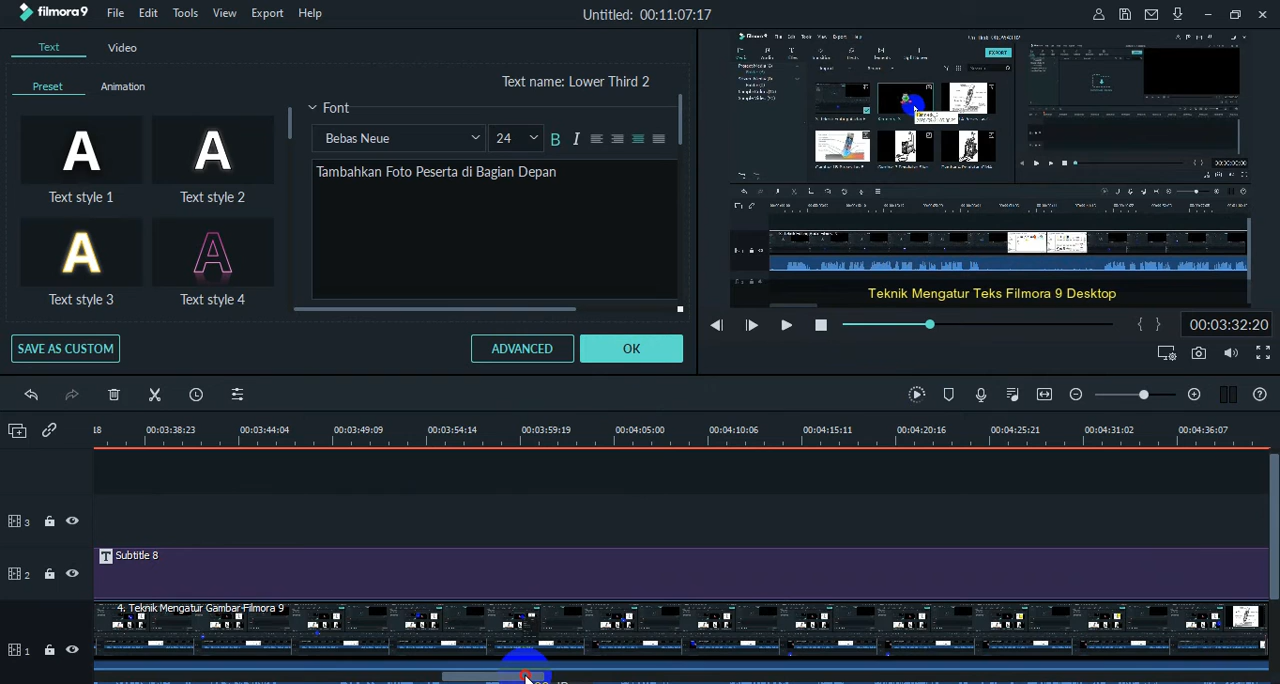 filmora9 File Edit Tools View Export Help Untitled: 00:11:07:17
Text Video
Preset Animation
Text name: Lower Third 2
Font
Bebas Neue 24 B I
Tambahkan Foto Peserta di Bagian Depan
A A
Text style 1 Text style 2
A A
Text style 3 Text style 4
SAVE AS CUSTOM ADVANCED OK
EXPORT
Teknik Mengatur Teks Filmora 9 Desktop
{ } 00:03:32:20
18 00:03:38:23 00:03:44:04 00:03:49:09 00:03:54:14 00:03:59:19 00:04:05:00 00:04:10:06 00:04:15:11 00:04:20:16 00:04:25:21 00:04:31:02 00:04:36:07
3
T Subtitle 8
2
4. Teknik Mengatur Gambar Filmora 9
1